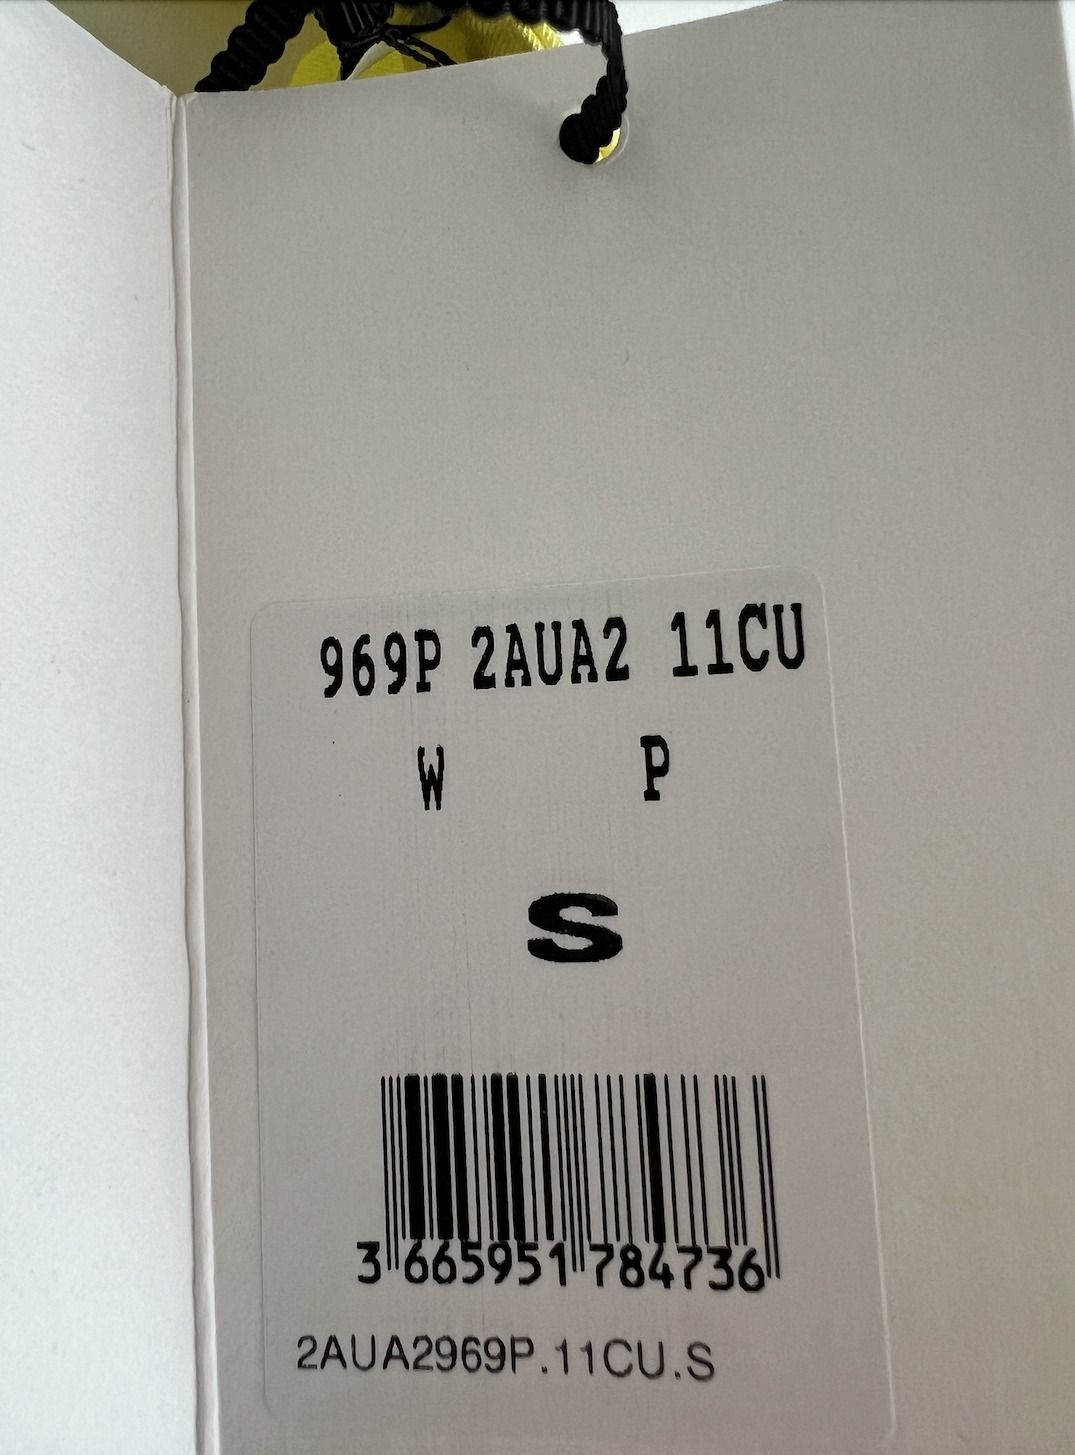 969P 2AUA2 11CU
W P
S
3 665951 784736
2AUA2969P.11CU.S